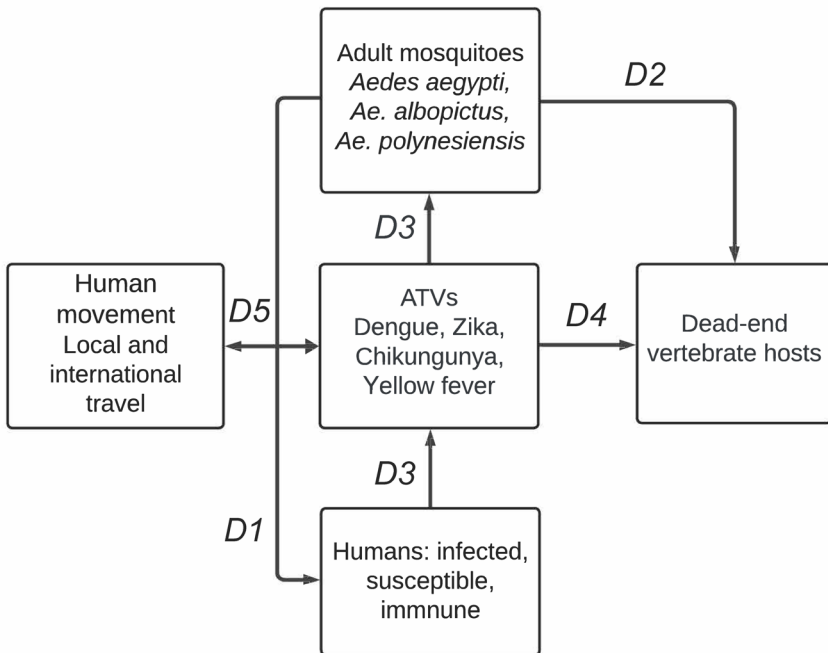 Adult mosquitoes
Aedes aegypti,
Ae. albopictus,
Ae. polynesiensis
D2
D3
Human
movement
Local and
international
travel
D5
ATVs
Dengue, Zika,
Chikungunya,
Yellow fever
D4
Dead-end
vertebrate hosts
D3
D1
Humans: infected,
susceptible,
immnune